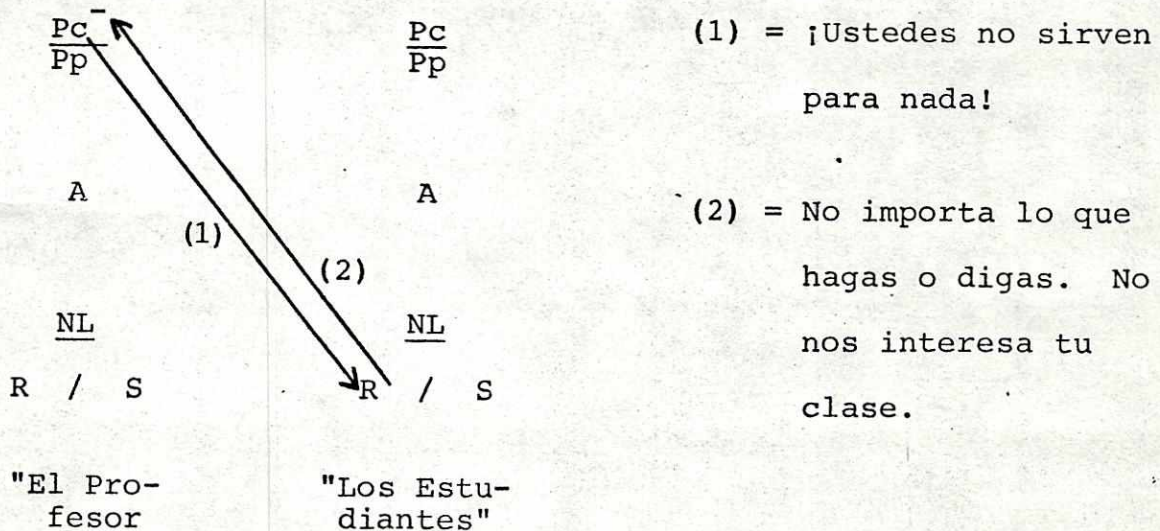 Pc-
Pp
A
NL
R / S
"El Pro-
fesor
(1)
(2)
Pc
Pp
A
NL
R / S
"Los Estu-
diantes"
(1) = ¡Ustedes no sirven
para nada!
(2) = No importa lo que
hagas o digas. No
nos interesa tu
clase.